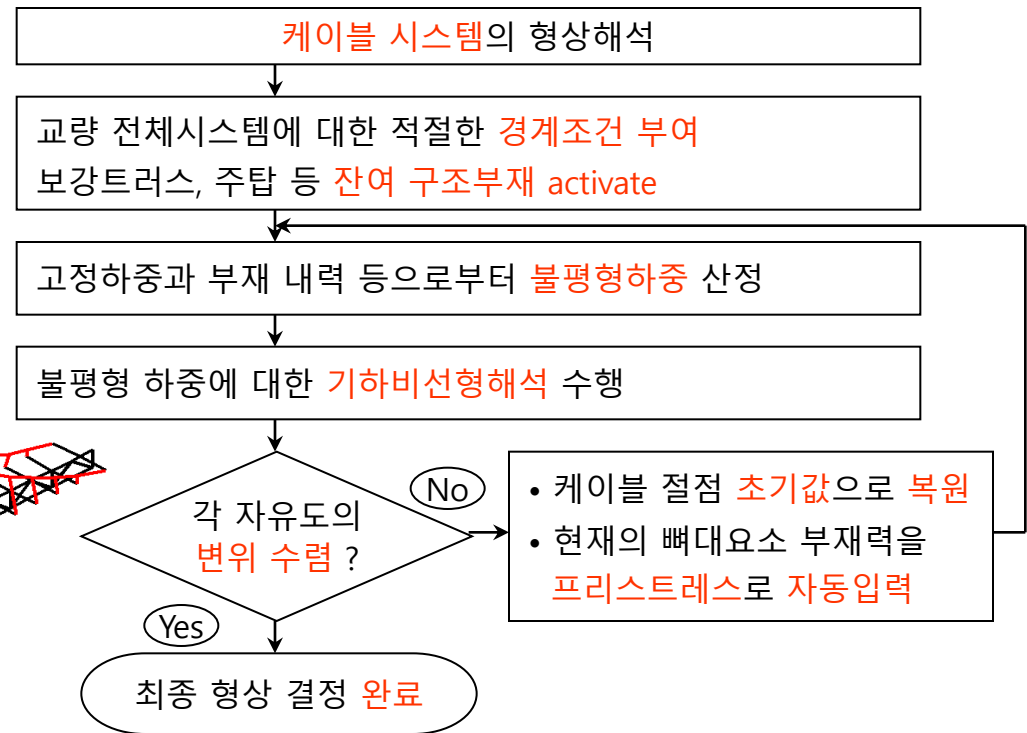 케이블 시스템의 형상해석
교량 전체시스템에 대한 적절한 경계조건 부여
보강트러스, 주탑 등 잔여 구조부재 activate
고정하중과 부재 내력 등으로부터 불평형하중 산정
불평형 하중에 대한 기하비선형해석 수행
각 자유도의
변위 수렴 ?
No
• 케이블 절점 초기값으로 복원
• 현재의 뼈대요소 부재력을
프리스트레스로 자동입력
Yes
최종 형상 결정 완료